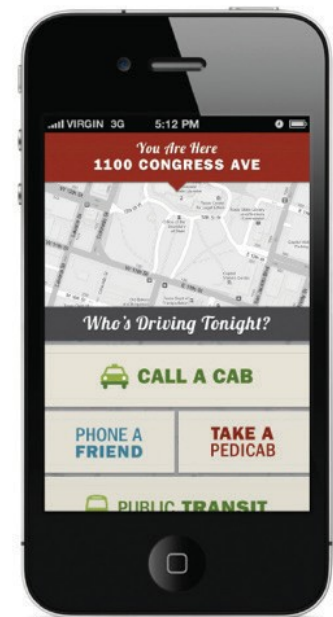 VIRGIN 3G 5:12 PM
You Are Here
1100 CONGRESS AVE
Who's Driving Tonight?
CALL A CAB
PHONE A
FRIEND
TAKE A
PEDICAB
PUBLIC TRANSIT